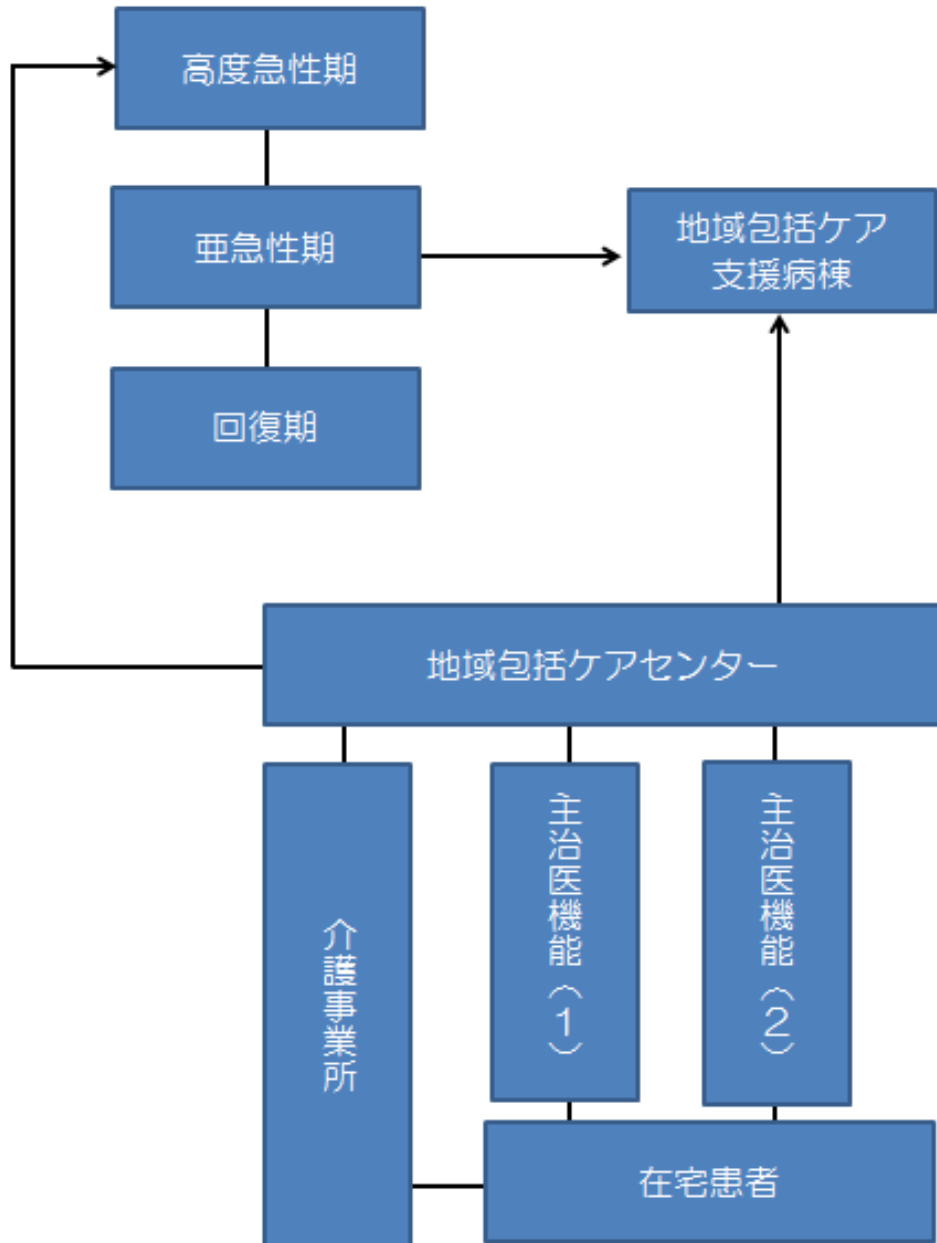 高度急性期
亜急性期
地域包括ケア
支援病棟
回復期
地域包括ケアセンター
介護事業所
主治医機能（1）
主治医機能（2）
在宅患者